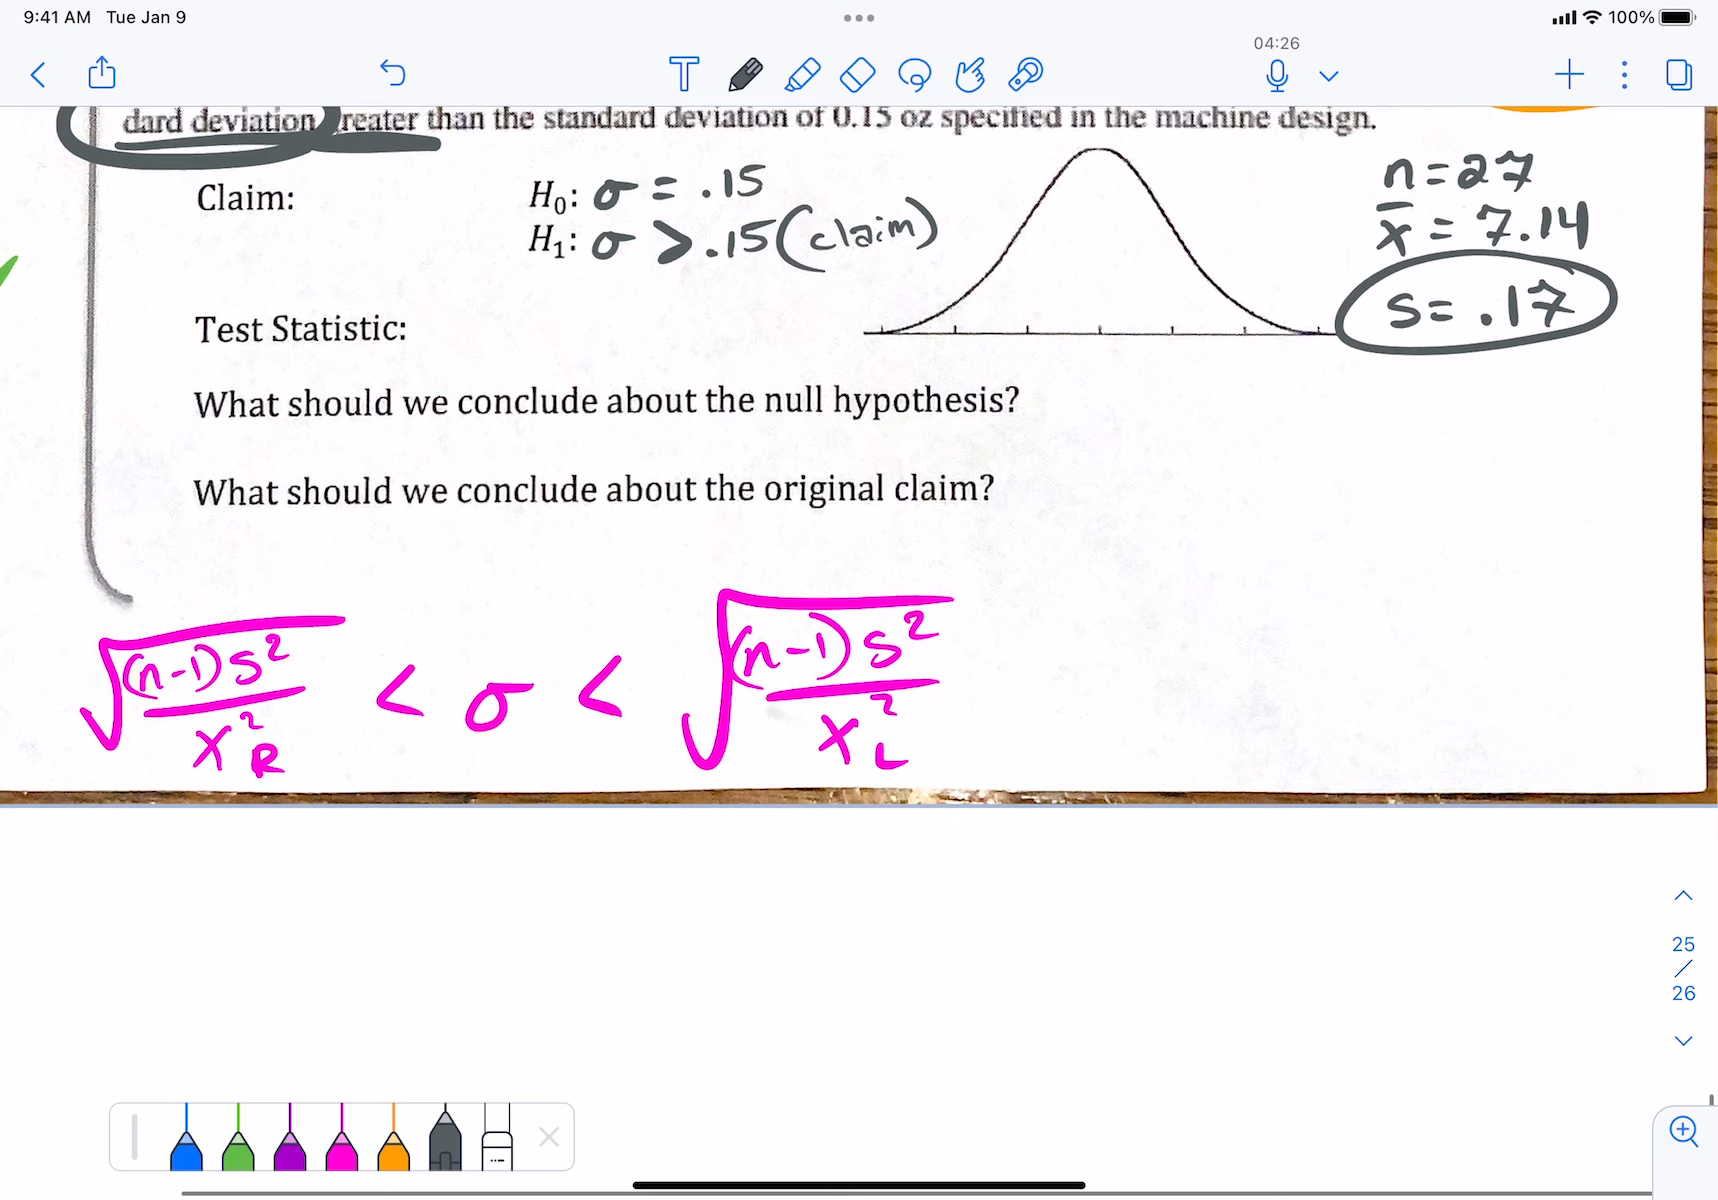 9:41 AM Tue Jan 9
100%
04:26
dard deviation reater than the standard deviation of 0.15 oz specified in the machine design.
Claim:
H₀: σ = .15
H₁: σ > .15 (claim)
n = 27
x̄ = 7.14
s = .17
Test Statistic:
What should we conclude about the null hypothesis?
What should we conclude about the original claim?
√((n-1)s²/X²R) < σ < √((n-1)s²/X²L)
25
/
26